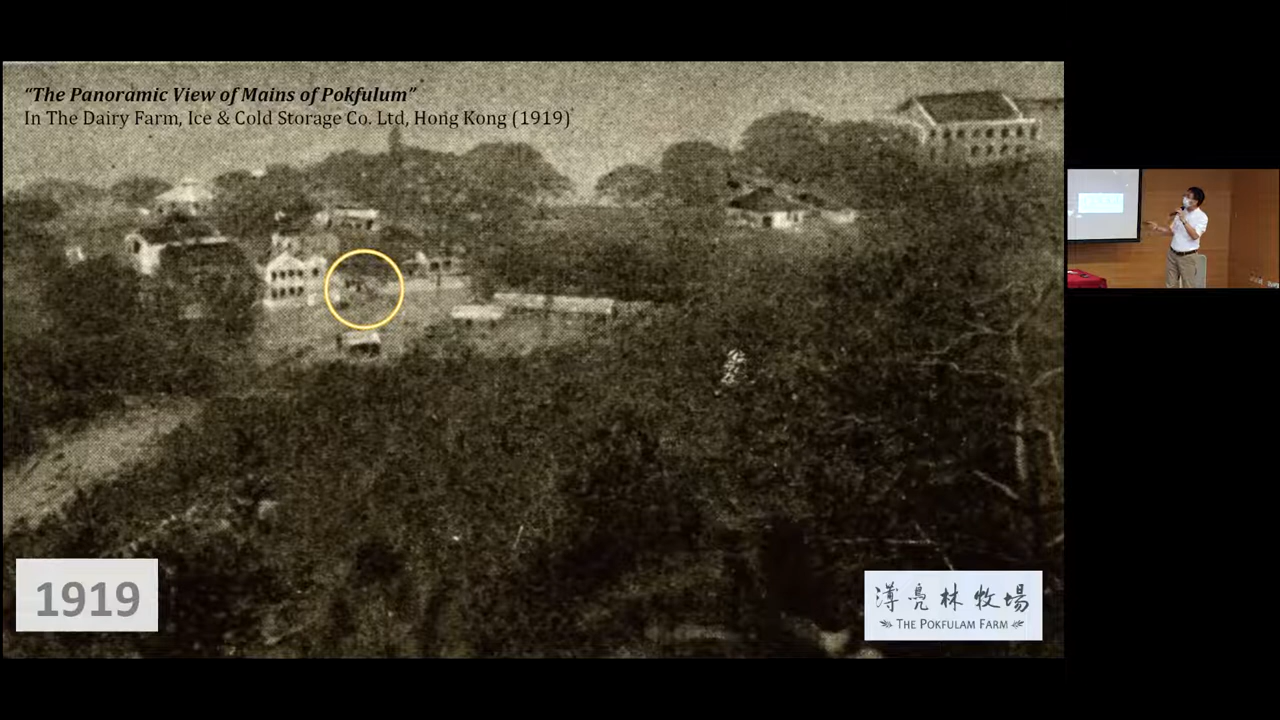 “The Panoramic View of Mains of Pokfulum”
In The Dairy Farm, Ice & Cold Storage Co. Ltd, Hong Kong (1919)
1919
薄鳧林牧場
THE POKFULAM FARM